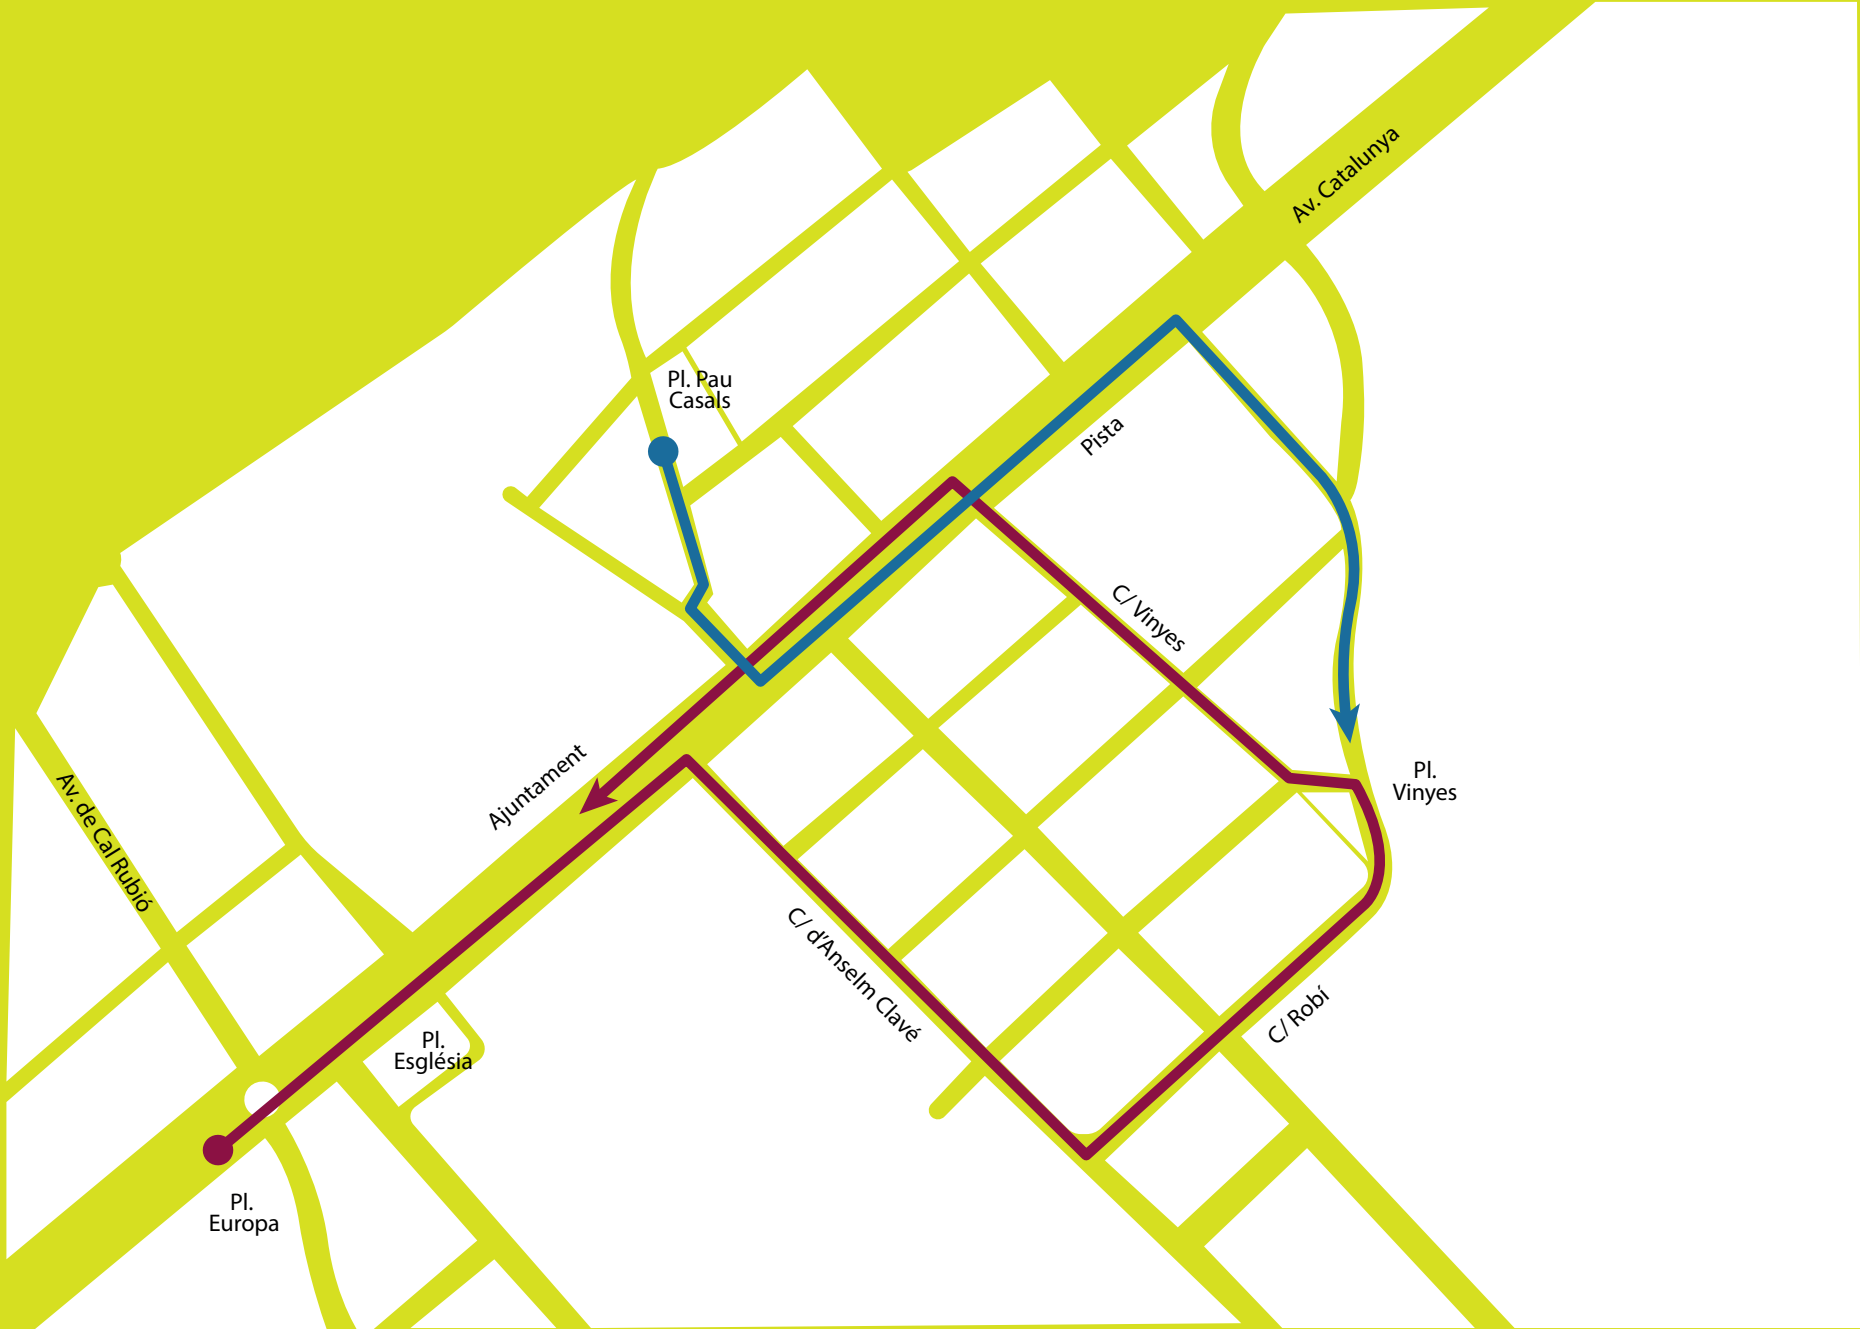 Av. Catalunya
Pl. Pau
Casals
Pista
C/ Vinyes
Ajuntament
Pl.
Vinyes
Av. de Cal Rubió
C/ d'Anselm Clavé
C/ Robí
Pl.
Església
Pl.
Europa